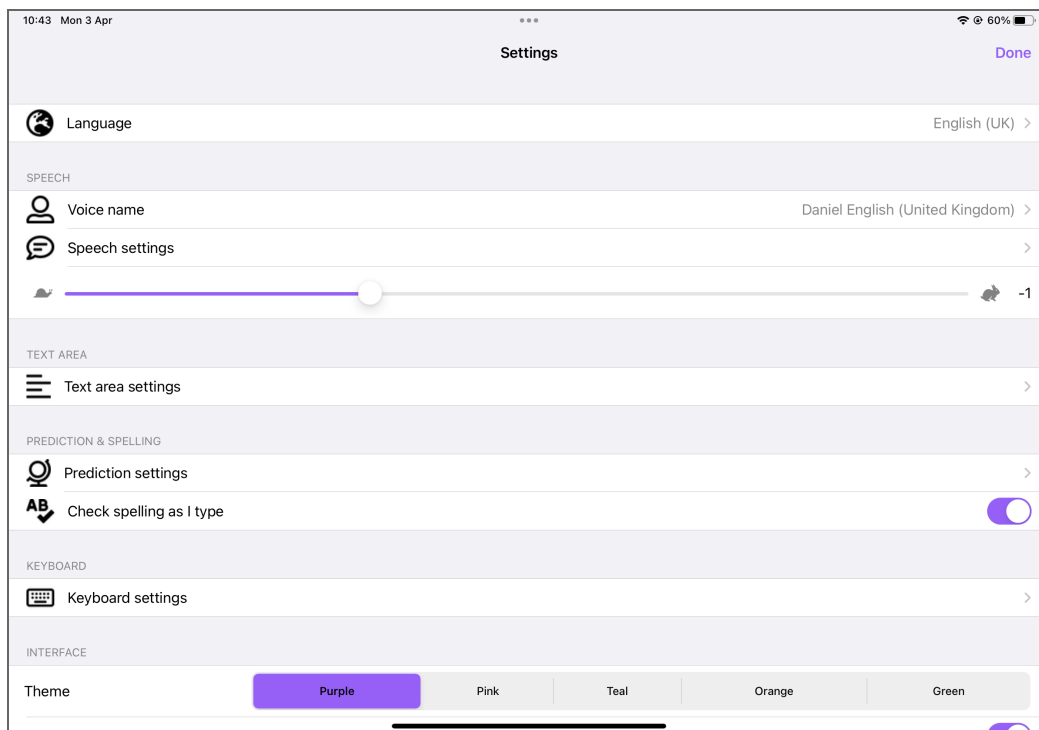 10:43 Mon 3 Apr 60%
Settings Done
Language English (UK)
SPEECH
Voice name Daniel English (United Kingdom)
Speech settings
-1
TEXT AREA
Text area settings
PREDICTION & SPELLING
Prediction settings
AB Check spelling as I type
KEYBOARD
Keyboard settings
INTERFACE
Theme Purple Pink Teal Orange Green